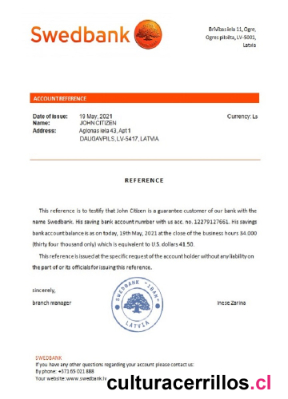 Swedbank
Brīvības iela 11, Ogre,
Ogres pilsēta, LV-5001,
Latvia
ACCOUNT REFERENCE
Date of Issue: 19 May, 2021 Currency: Ls
Name: JOHN CITIZEN
Address: Aglonas iela 43, Apt 1
DAUGAVPILS, LV-5417, LATVIA
REFERENCE
This reference is to testify that John Citizen is a guarantee customer of our bank with the
name Swedbank. His saving bank account number with us acc. no. 12279127661. His savings
bank account balance is as on today, 19th May, 2021 at the close of the business hours 34,000
(thirty four thousand only) which is equivalent to U.S. dollars 41.50.
This reference is issued at the specific request of the account holder without any liability on
the part of or its officials for issuing this reference.
sincerely,
branch manager
Inese Zariņa
SWEDBANK
LATVIA
SWEDBANK
If you have any other questions regarding your account please contact us:
By phone: +371 65 021 888
Your website: www.swedbank.lv
culturacerrillos.cl